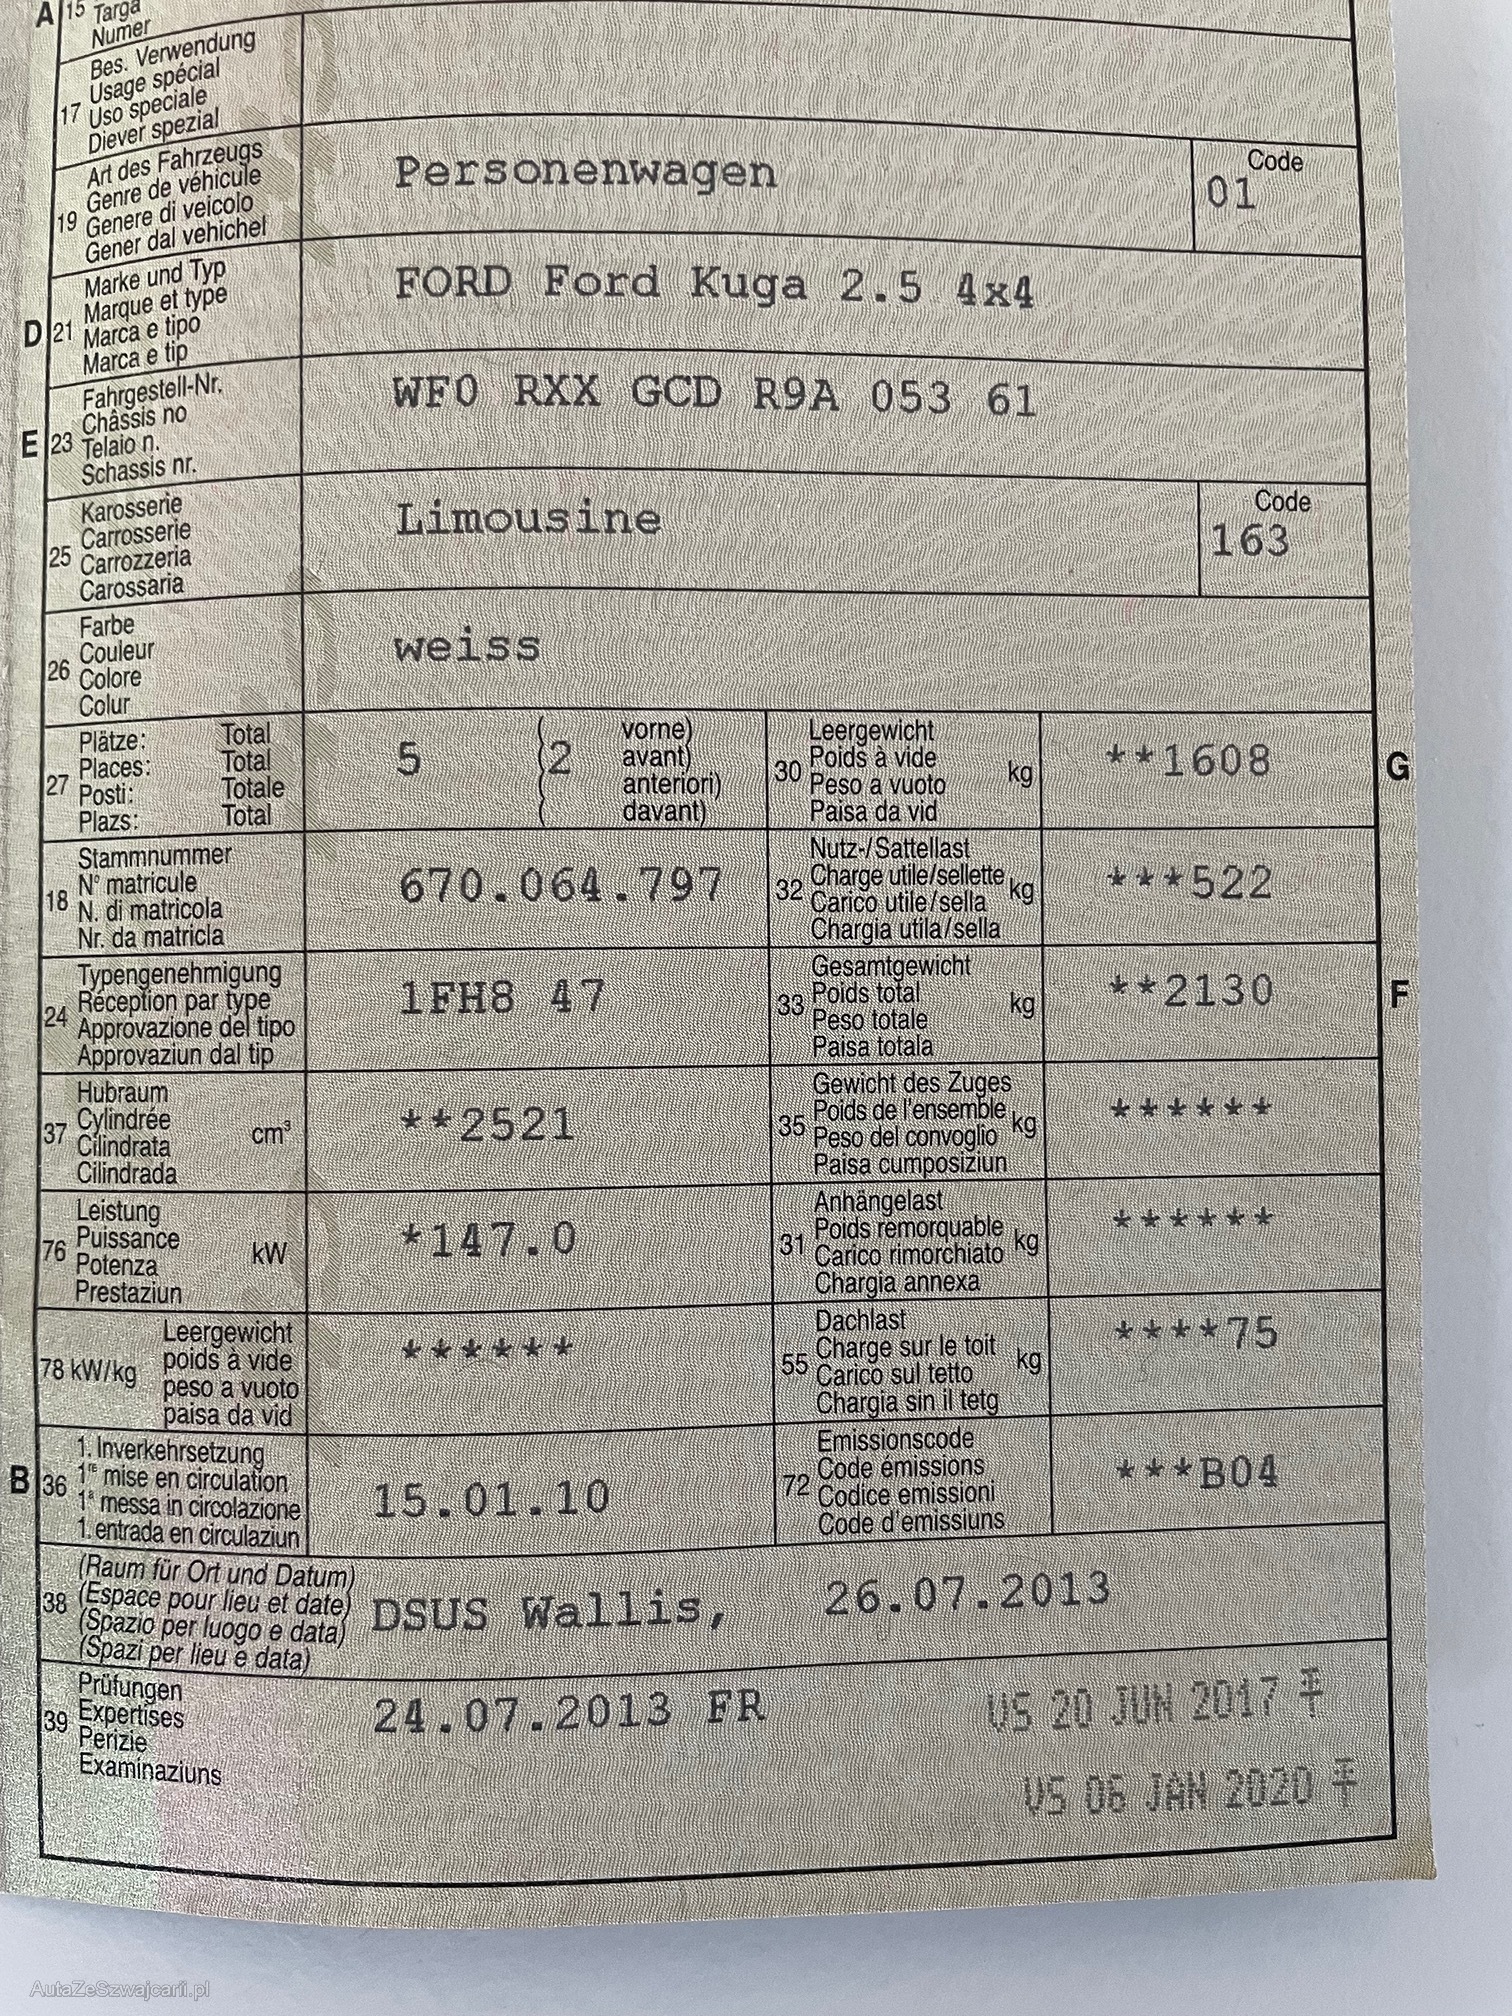 A 15 Targa
Numer
17 Bes. Verwendung
Usage spécial
Uso speciale
Diever spezial
19 Art des Fahrzeugs
Genre de véhicule
Genere di veicolo
Gener dal vehichel
Personenwagen
Code
01
D 21 Marke und Typ
Marque et type
Marca e tipo
Marca e tip
FORD Ford Kuga 2.5 4x4
E 23 Fahrgestell-Nr.
Châssis no
Telaio n.
Schassis nr.
WF0 RXX GCD R9A 053 61
25 Karosserie
Carrosserie
Carrozzeria
Carossaria
Limousine
Code
163
26 Farbe
Couleur
Colore
Colur
weiss
27 Plätze: Total
Places: Total
Posti: Totale
Plazs: Total
5 (2 vorne)
( avant)
( anteriori)
( davant)
30 Leergewicht
Poids à vide
Peso a vuoto
Paisa da vid
kg
**1608
G
18 Stammnummer
N° matricule
N. di matricola
Nr. da matricla
670.064.797
32 Nutz-/Sattellast
Charge utile/sellette
Carico utile/sella
Chargia utila/sella
kg
***522
24 Typengenehmigung
Réception par type
Approvazione del tipo
Approvaziun dal tip
1FH8 47
33 Gesamtgewicht
Poids total
Peso totale
Paisa totala
kg
**2130
F
37 Hubraum
Cylindrée
Cilindrata
Cilindrada
cm³
**2521
35 Gewicht des Zuges
Poids de l'ensemble
Peso del convoglio
Paisa cumposiziun
kg
******
76 Leistung
Puissance
Potenza
Prestaziun
kW
*147.0
31 Anhängelast
Poids remorquable
Carico rimorchiato
Chargia annexa
kg
******
78 kW/kg Leergewicht
poids à vide
peso a vuoto
paisa da vid
******
55 Dachlast
Charge sur le toit
Carico sul tetto
Chargia sin il tetg
kg
****75
B 36 1. Inverkehrsetzung
1re mise en circulation
1a messa in circolazione
1. entrada en circulaziun
15.01.10
72 Emissionscode
Code émissions
Codice emissioni
Code d'emissiuns
***B04
38 (Raum für Ort und Datum)
(Espace pour lieu et date)
(Spazio per luogo e data)
(Spazi per lieu e data)
DSUS Wallis, 26.07.2013
39 Prüfungen
Expertises
Perizie
Examinaziuns
24.07.2013 FR
VS 20 JUN 2017
VS 06 JAN 2020
AutaZeSzwajcarii.pl